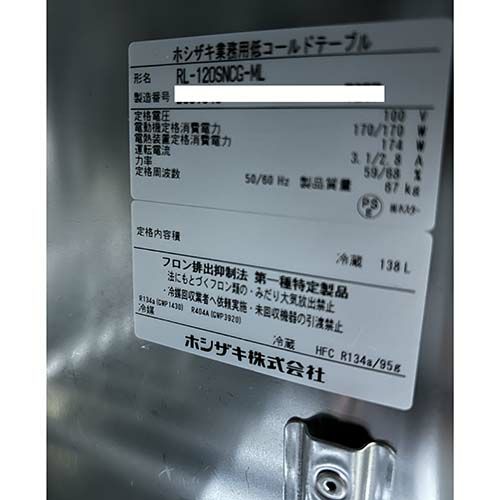 ホシザキ業務用低コールドテーブル
形名 RL-120SNCG-ML
製造番号
定格電圧 100 V
電動機定格消費電力 170/170 W
電熱装置定格消費電力 174 W
運転電流 3.1/2.8 A
力率 59/68 %
定格周波数 50/60 Hz 製品質量 67 kg
PS E
定格内容積 冷蔵 138 L
フロン排出抑制法 第一種特定製品
法にもとづくフロン類の・みだり大気放出禁止
・冷媒回収業者へ依頼実施・未回収機器の引渡禁止
R134a(GWP1430) R404A(GWP3920)
冷媒 冷蔵 HFC R134a/95g
ホシザキ株式会社